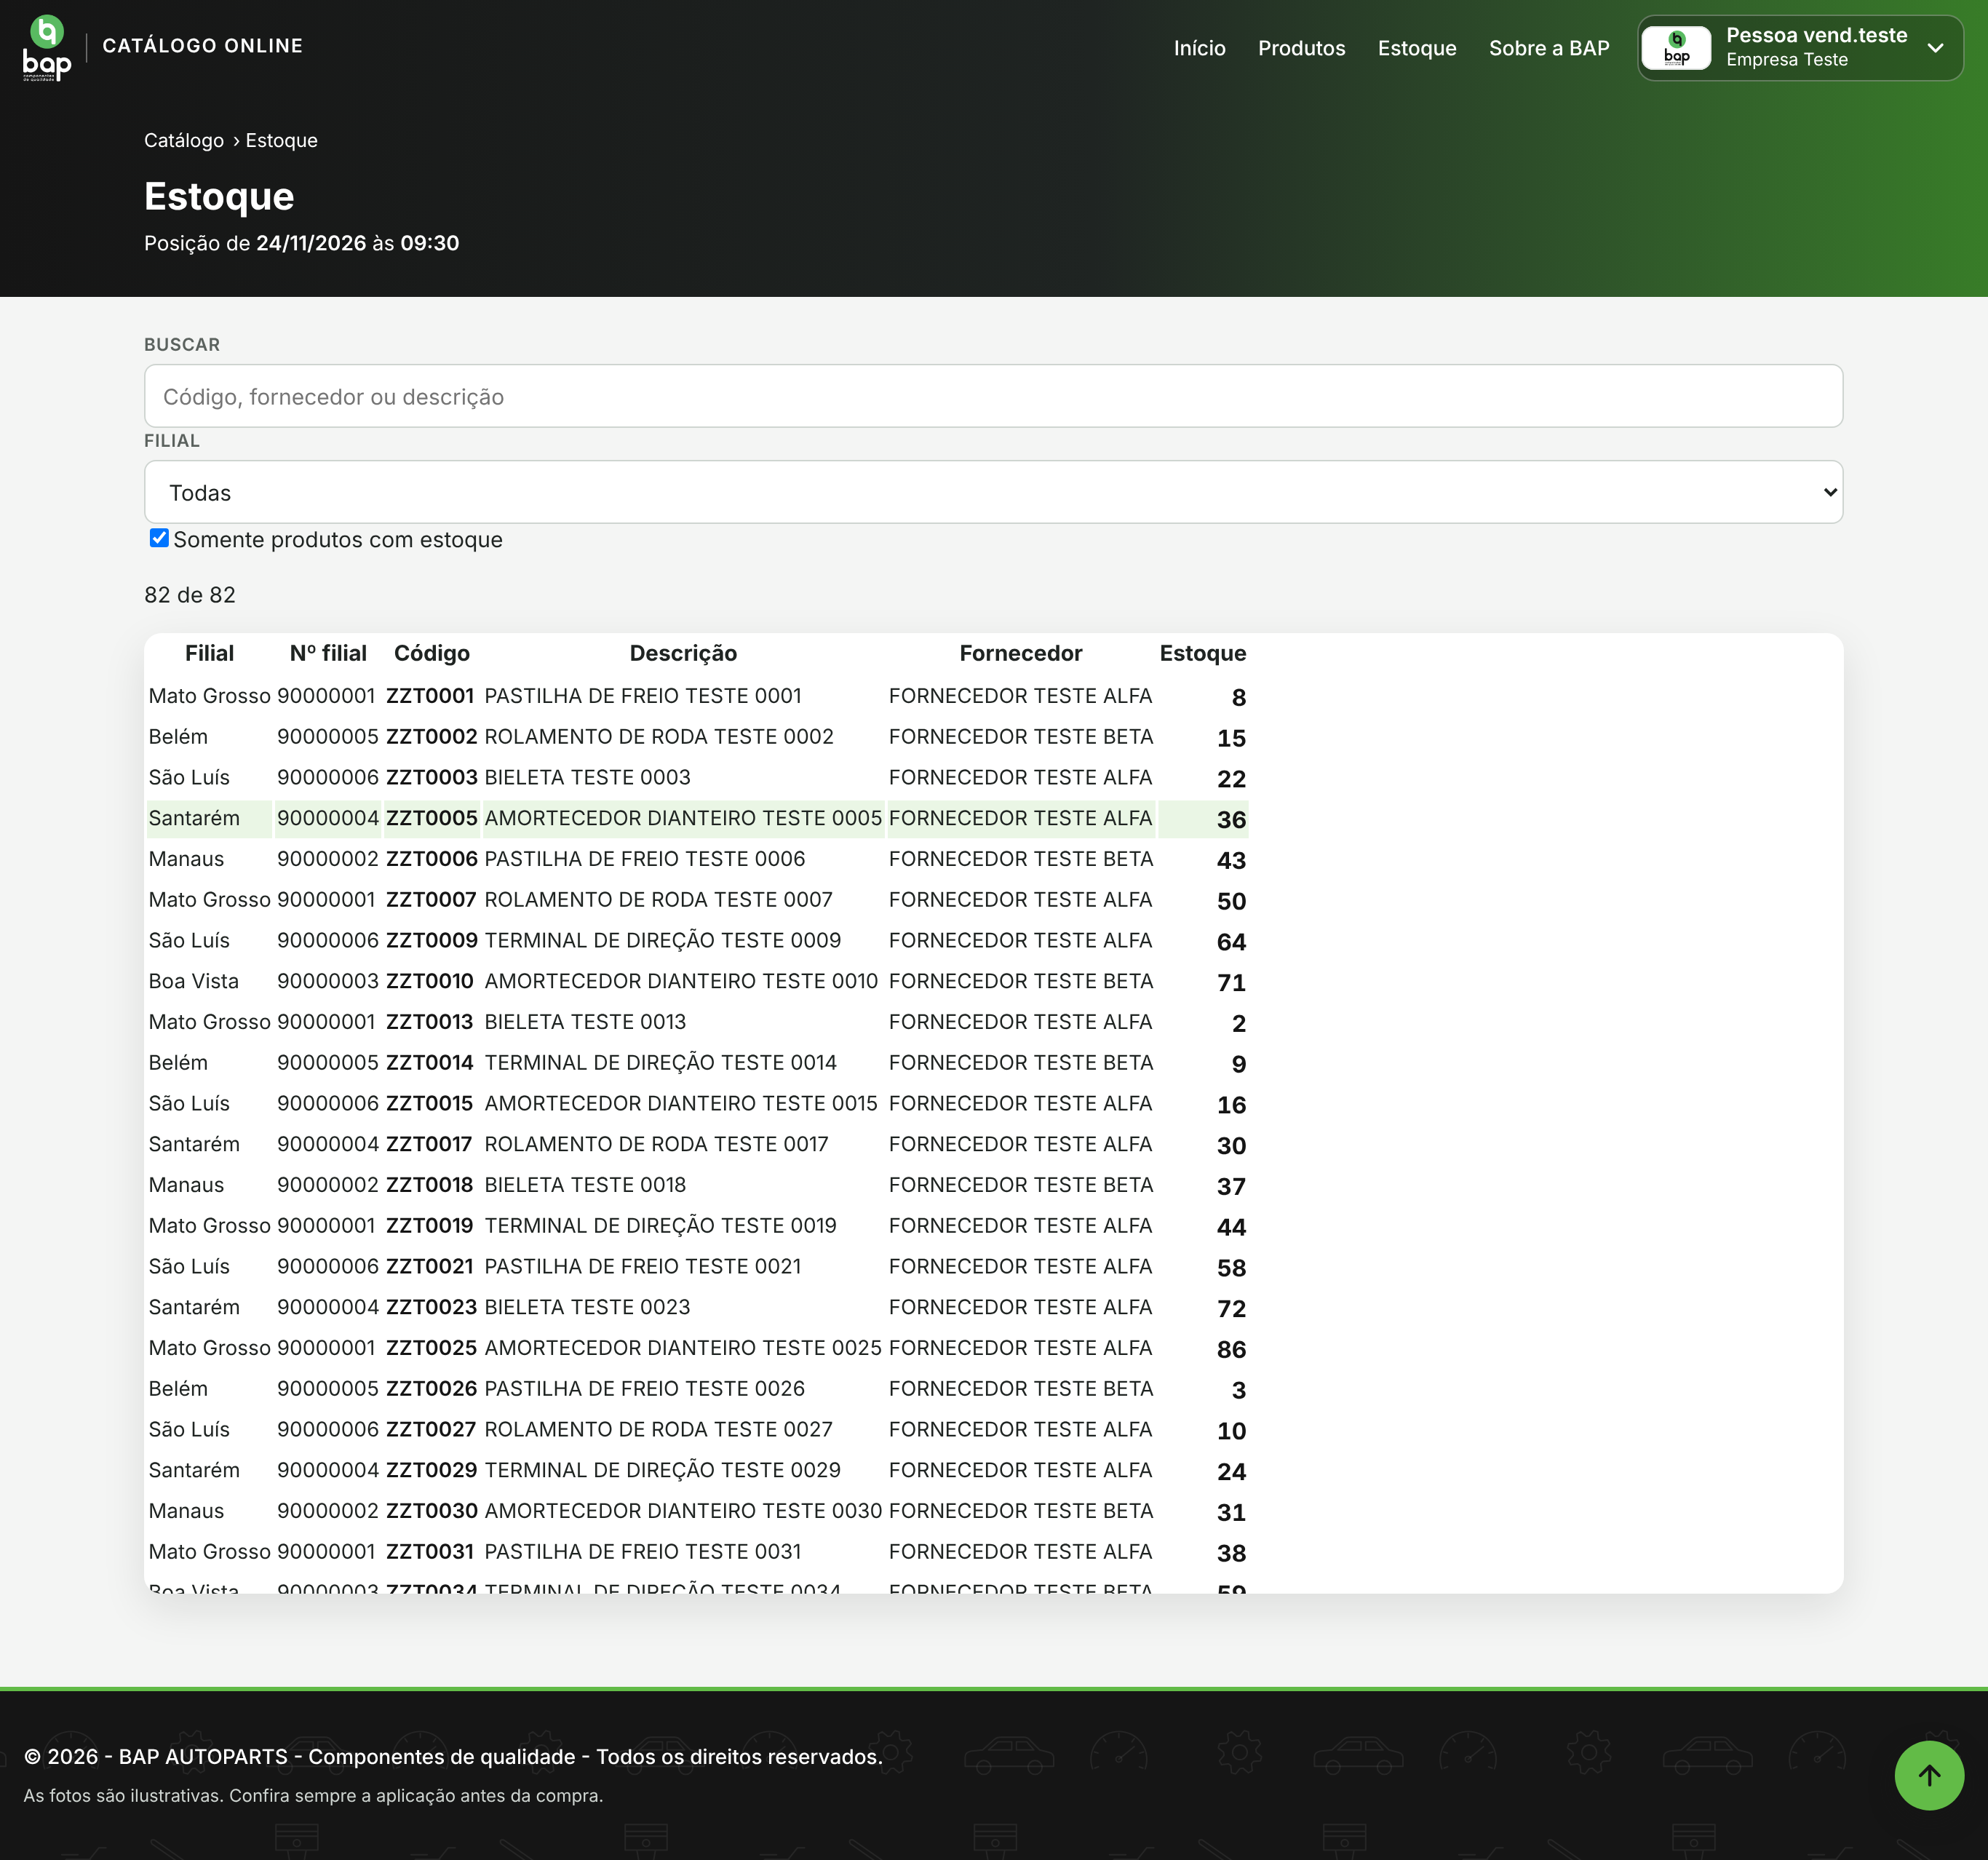 bap
componentes de qualidade
CATÁLOGO ONLINE
Início Produtos Estoque Sobre a BAP
bap
Pessoa vend.teste
Empresa Teste
Catálogo › Estoque
Estoque
Posição de 24/11/2026 às 09:30
BUSCAR
Código, fornecedor ou descrição
FILIAL
Todas
Somente produtos com estoque
82 de 82
Filial Nº filial Código Descrição Fornecedor Estoque
Mato Grosso 90000001 ZZT0001 PASTILHA DE FREIO TESTE 0001 FORNECEDOR TESTE ALFA 8
Belém 90000005 ZZT0002 ROLAMENTO DE RODA TESTE 0002 FORNECEDOR TESTE BETA 15
São Luís 90000006 ZZT0003 BIELETA TESTE 0003 FORNECEDOR TESTE ALFA 22
Santarém 90000004 ZZT0005 AMORTECEDOR DIANTEIRO TESTE 0005 FORNECEDOR TESTE ALFA 36
Manaus 90000002 ZZT0006 PASTILHA DE FREIO TESTE 0006 FORNECEDOR TESTE BETA 43
Mato Grosso 90000001 ZZT0007 ROLAMENTO DE RODA TESTE 0007 FORNECEDOR TESTE ALFA 50
São Luís 90000006 ZZT0009 TERMINAL DE DIREÇÃO TESTE 0009 FORNECEDOR TESTE ALFA 64
Boa Vista 90000003 ZZT0010 AMORTECEDOR DIANTEIRO TESTE 0010 FORNECEDOR TESTE BETA 71
Mato Grosso 90000001 ZZT0013 BIELETA TESTE 0013 FORNECEDOR TESTE ALFA 2
Belém 90000005 ZZT0014 TERMINAL DE DIREÇÃO TESTE 0014 FORNECEDOR TESTE BETA 9
São Luís 90000006 ZZT0015 AMORTECEDOR DIANTEIRO TESTE 0015 FORNECEDOR TESTE ALFA 16
Santarém 90000004 ZZT0017 ROLAMENTO DE RODA TESTE 0017 FORNECEDOR TESTE ALFA 30
Manaus 90000002 ZZT0018 BIELETA TESTE 0018 FORNECEDOR TESTE BETA 37
Mato Grosso 90000001 ZZT0019 TERMINAL DE DIREÇÃO TESTE 0019 FORNECEDOR TESTE ALFA 44
São Luís 90000006 ZZT0021 PASTILHA DE FREIO TESTE 0021 FORNECEDOR TESTE ALFA 58
Santarém 90000004 ZZT0023 BIELETA TESTE 0023 FORNECEDOR TESTE ALFA 72
Mato Grosso 90000001 ZZT0025 AMORTECEDOR DIANTEIRO TESTE 0025 FORNECEDOR TESTE ALFA 86
Belém 90000005 ZZT0026 PASTILHA DE FREIO TESTE 0026 FORNECEDOR TESTE BETA 3
São Luís 90000006 ZZT0027 ROLAMENTO DE RODA TESTE 0027 FORNECEDOR TESTE ALFA 10
Santarém 90000004 ZZT0029 TERMINAL DE DIREÇÃO TESTE 0029 FORNECEDOR TESTE ALFA 24
Manaus 90000002 ZZT0030 AMORTECEDOR DIANTEIRO TESTE 0030 FORNECEDOR TESTE BETA 31
Mato Grosso 90000001 ZZT0031 PASTILHA DE FREIO TESTE 0031 FORNECEDOR TESTE ALFA 38
Boa Vista 90000003 ZZT0034 TERMINAL DE DIREÇÃO TESTE 0034 FORNECEDOR TESTE BETA 59
© 2026 - BAP AUTOPARTS - Componentes de qualidade - Todos os direitos reservados.
As fotos são ilustrativas. Confira sempre a aplicação antes da compra.